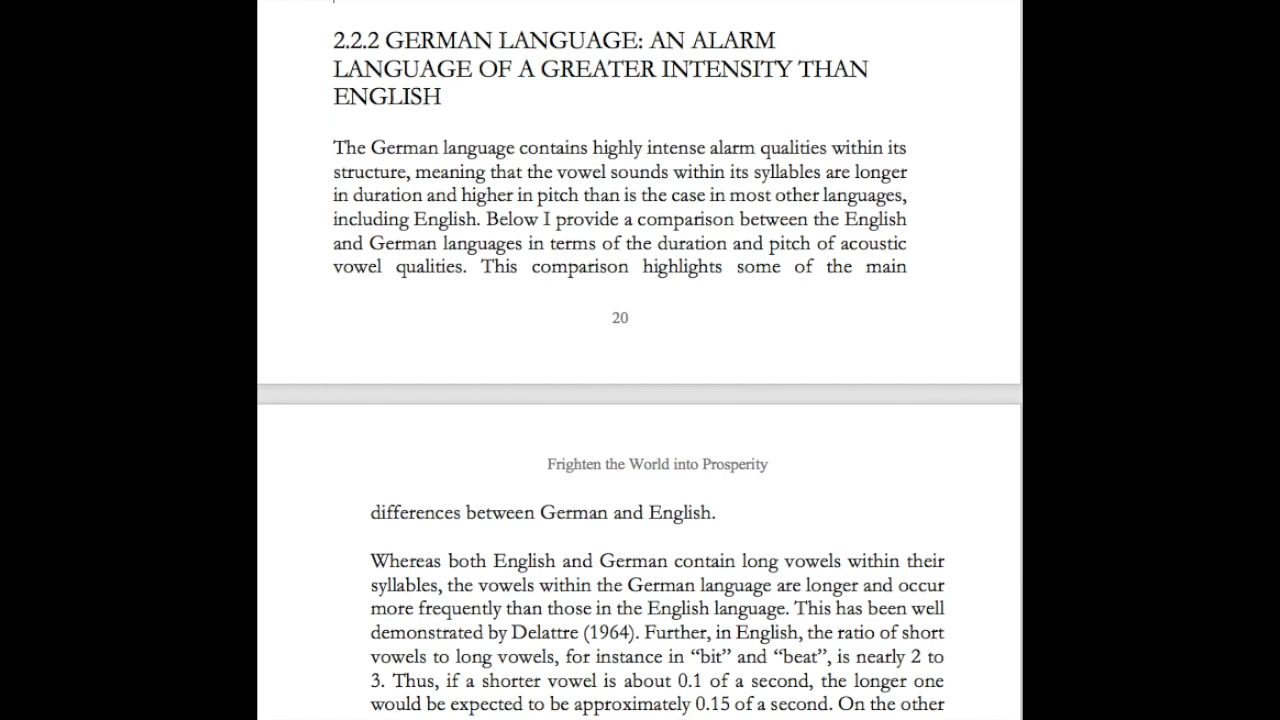 2.2.2 GERMAN LANGUAGE: AN ALARM
LANGUAGE OF A GREATER INTENSITY THAN
ENGLISH
The German language contains highly intense alarm qualities within its
structure, meaning that the vowel sounds within its syllables are longer
in duration and higher in pitch than is the case in most other languages,
including English. Below I provide a comparison between the English
and German languages in terms of the duration and pitch of acoustic
vowel qualities. This comparison highlights some of the main
20
Frighten the World into Prosperity
differences between German and English.
Whereas both English and German contain long vowels within their
syllables, the vowels within the German language are longer and occur
more frequently than those in the English language. This has been well
demonstrated by Delattre (1964). Further, in English, the ratio of short
vowels to long vowels, for instance in “bit” and “beat”, is nearly 2 to
3. Thus, if a shorter vowel is about 0.1 of a second, the longer one
would be expected to be approximately 0.15 of a second. On the other